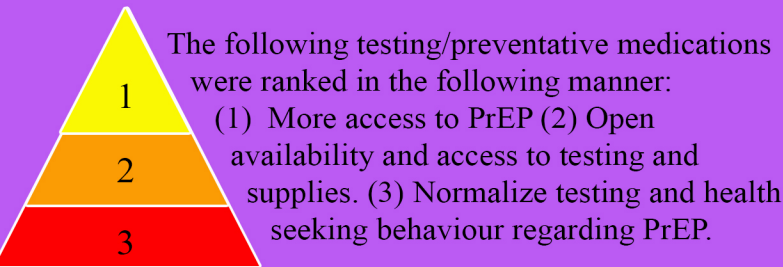 The following testing/preventative medications
were ranked in the following manner:
(1) More access to PrEP (2) Open
availability and access to testing and
supplies. (3) Normalize testing and health
seeking behaviour regarding PrEP.
1
2
3